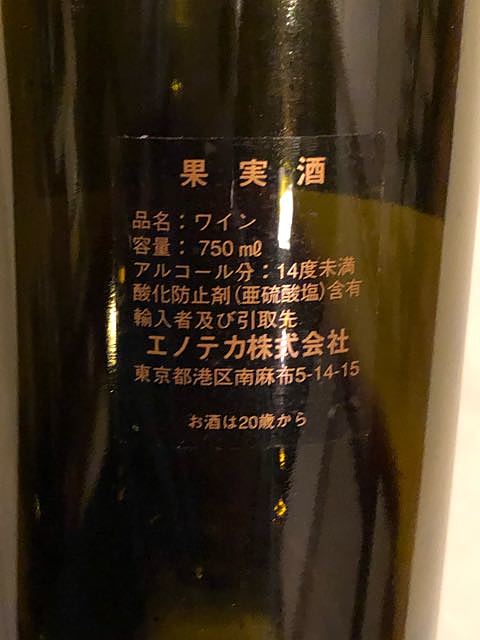 果 実 酒
品名：ワイン
容量： 750㎖
アルコール分：14度未満
酸化防止剤(亜硫酸塩)含有
輸入者及び引取先
エノテカ株式会社
東京都港区南麻布5-14-15
お酒は20歳から